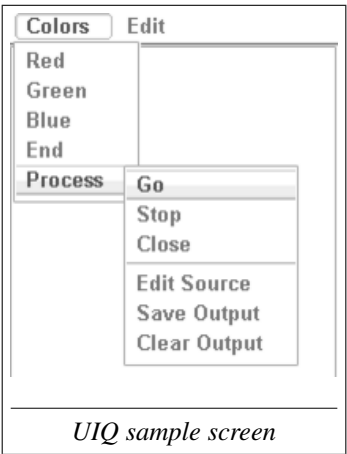 Colors Edit
Red
Green
Blue
End
Process
Go
Stop
Close
Edit Source
Save Output
Clear Output
UIQ sample screen